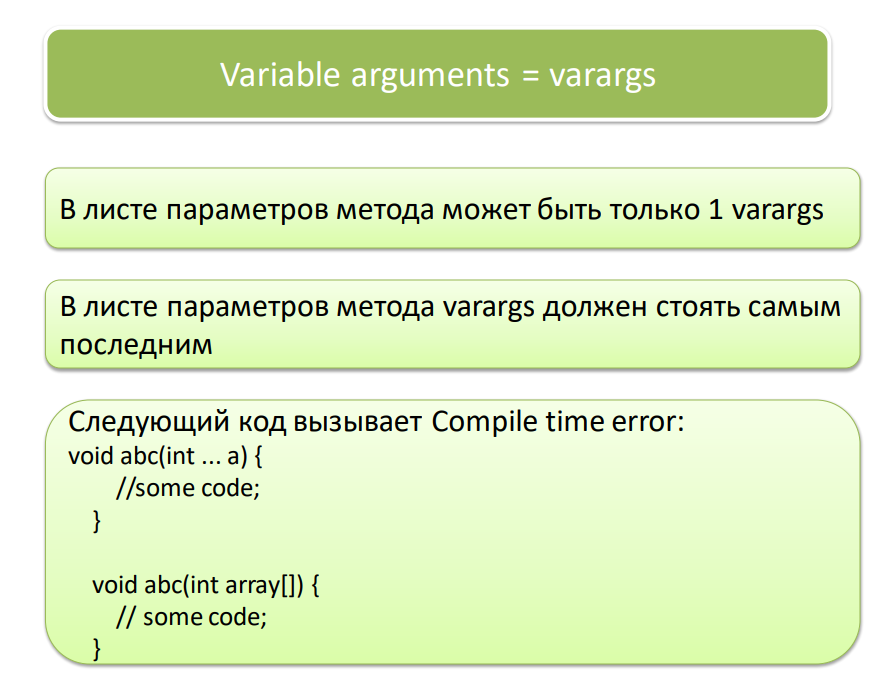 Variable arguments = varargs
В листе параметров метода может быть только 1 varargs
В листе параметров метода varargs должен стоять самым
последним
Следующий код вызывает Compile time error:
void abc(int ... a) {
//some code;
}
void abc(int array[]) {
// some code;
}